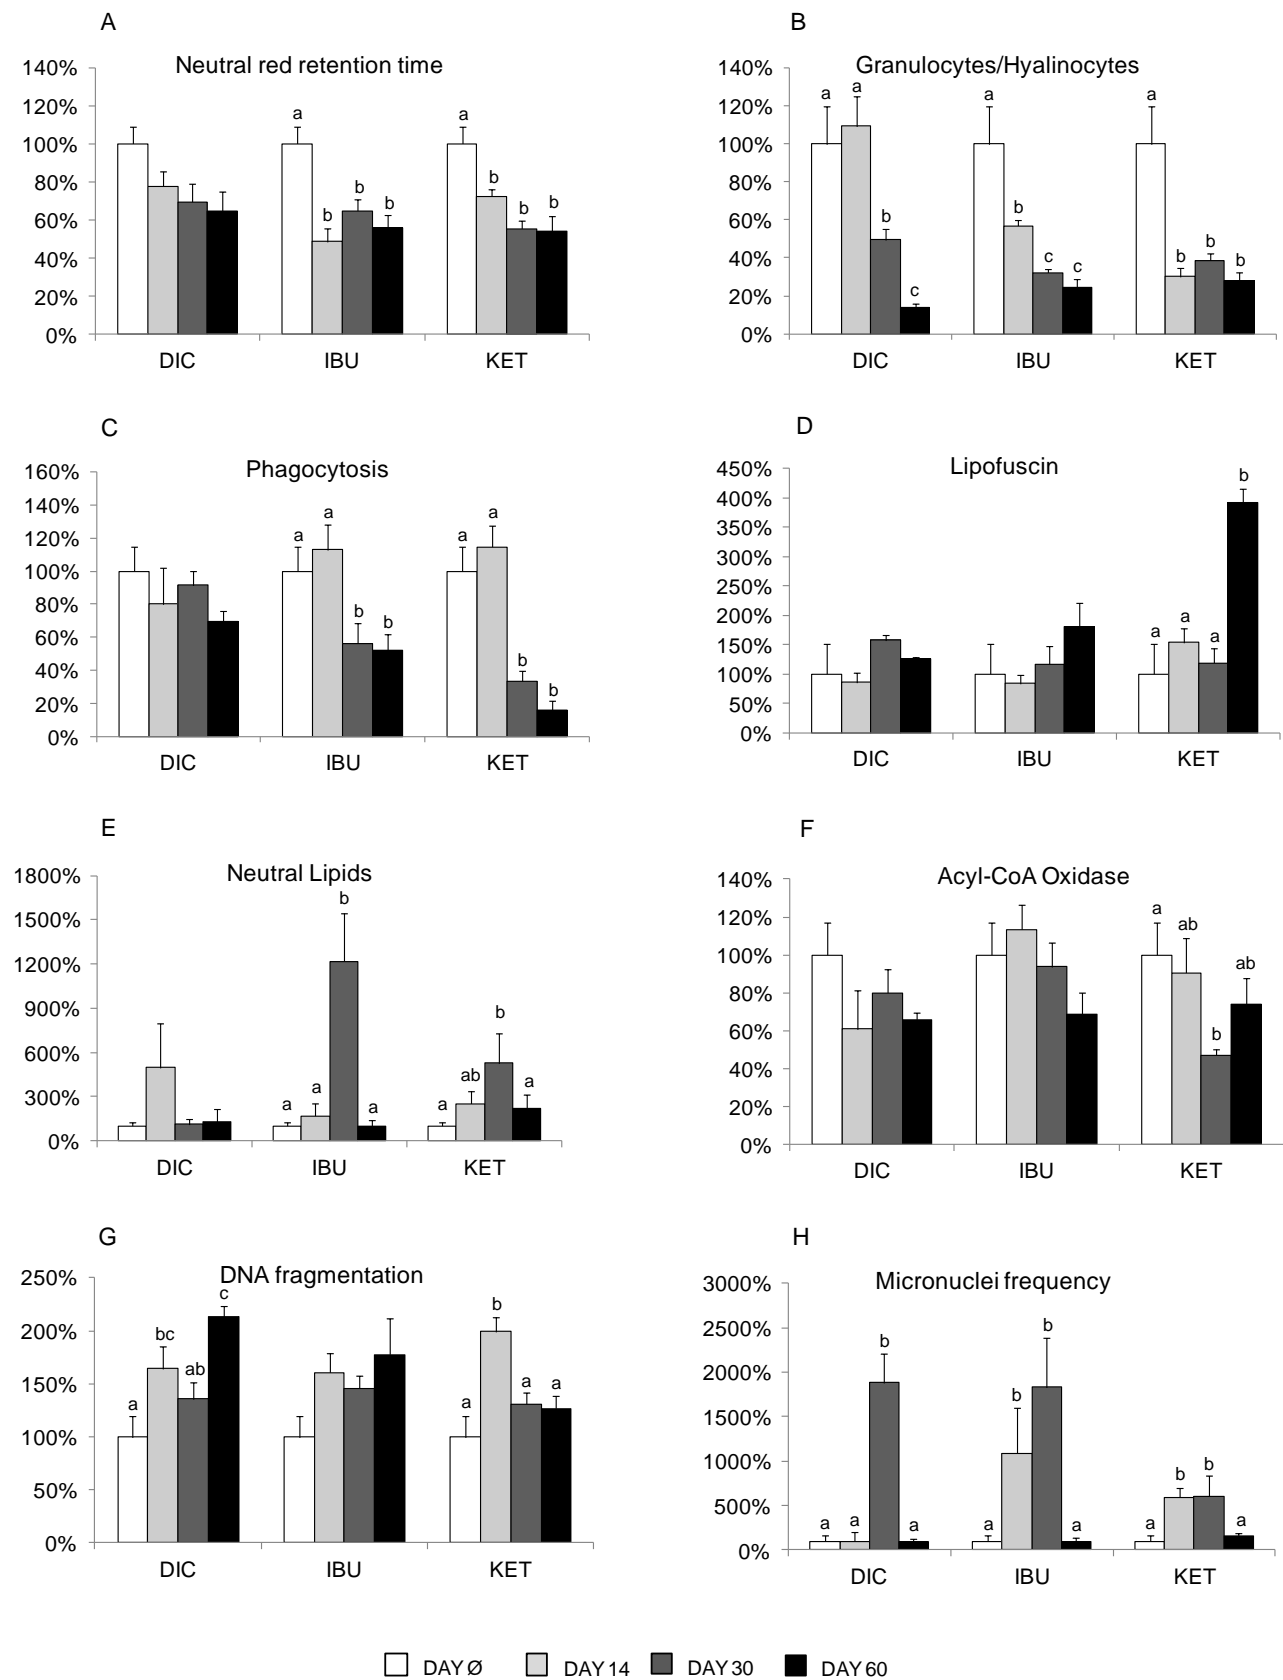 A
Neutral red retention time
140%
120%
100%
80%
60%
40%
20%
0%
a
b
b
b
a
b
b
b
DIC IBU KET
B
Granulocytes/Hyalinocytes
140%
120%
100%
80%
60%
40%
20%
0%
a
a
b
c
a
b
c
c
a
b
b
b
DIC IBU KET
C
Phagocytosis
160%
140%
120%
100%
80%
60%
40%
20%
0%
a
a
b
b
a
a
b
b
DIC IBU KET
D
Lipofuscin
450%
400%
350%
300%
250%
200%
150%
100%
50%
0%
a
a
a
b
DIC IBU KET
E
Neutral Lipids
1800%
1500%
1200%
900%
600%
300%
0%
a
a
b
a
a
ab
b
a
DIC IBU KET
F
Acyl-CoA Oxidase
140%
120%
100%
80%
60%
40%
20%
0%
a
ab
b
ab
DIC IBU KET
G
DNA fragmentation
250%
200%
150%
100%
50%
0%
a
bc
ab
c
a
b
a
a
DIC IBU KET
H
Micronuclei frequency
3000%
2500%
2000%
1500%
1000%
500%
0%
a
a
b
a
a
b
b
a
a
b
b
a
DIC IBU KET
DAY Ø DAY 14 DAY 30 DAY 60